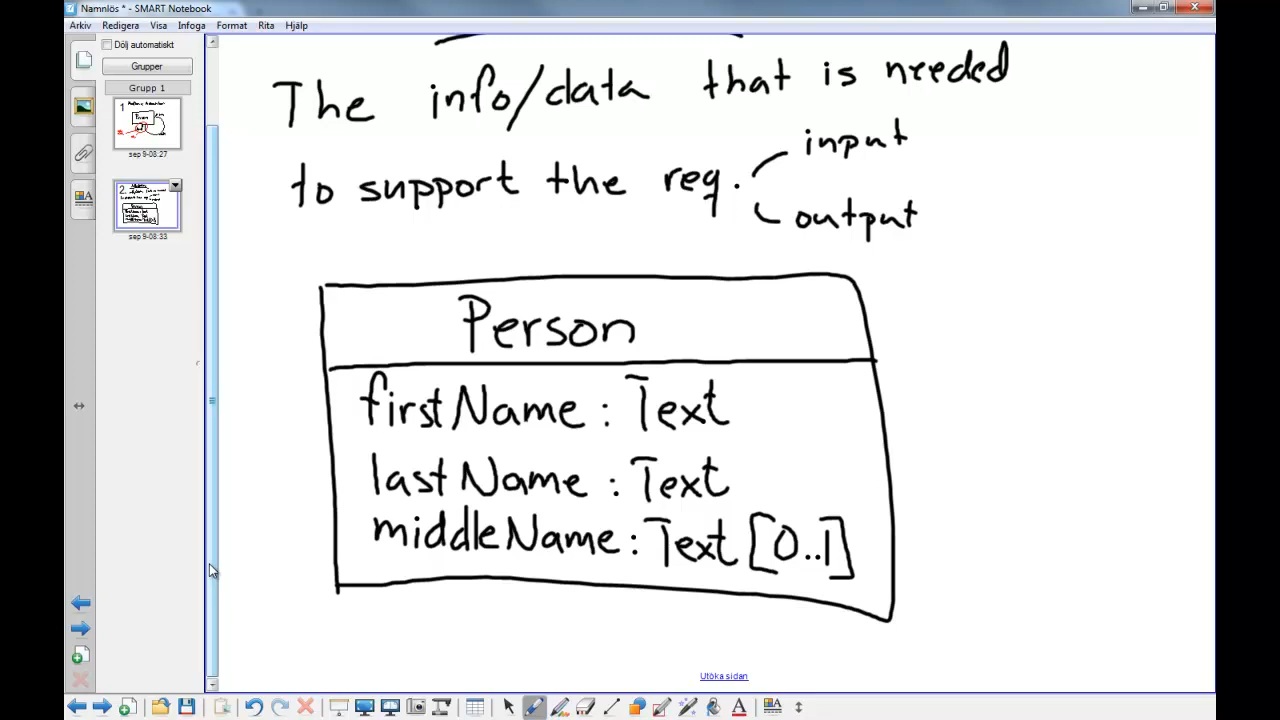 Namnlös * - SMART Notebook
Arkiv Redigera Visa Infoga Format Rita Hjälp
Dölj automatiskt
Grupper
Grupp 1
1
sep 9-08.27
2
sep 9-08:33
The info/data that is needed
to support the req.
input
output
Person
firstName : Text
lastName : Text
middleName : Text [0..1]
Utöka sidan